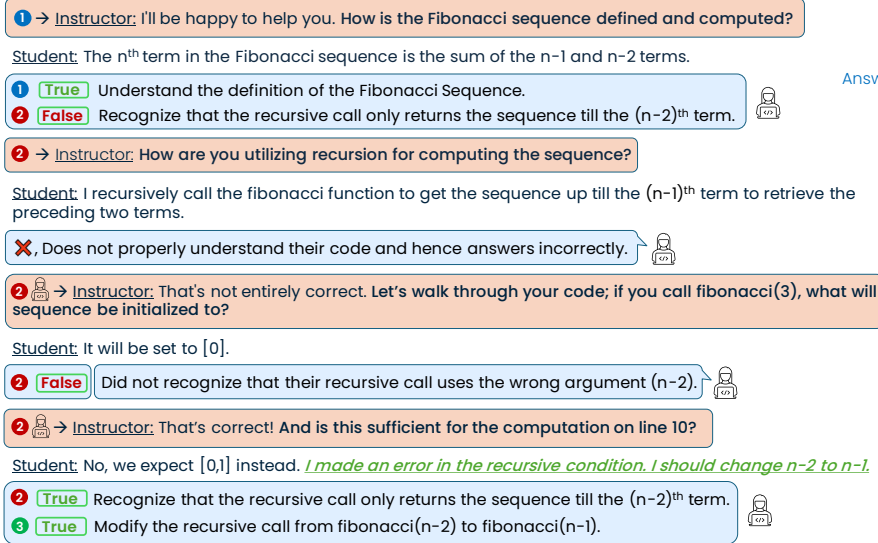 1 → Instructor: I'll be happy to help you. How is the Fibonacci sequence defined and computed?
Student: The nth term in the Fibonacci sequence is the sum of the n-1 and n-2 terms.
Answ
1 True Understand the definition of the Fibonacci Sequence.
2 False Recognize that the recursive call only returns the sequence till the (n-2)th term.
2 → Instructor: How are you utilizing recursion for computing the sequence?
Student: I recursively call the fibonacci function to get the sequence up till the (n-1)th term to retrieve the
preceding two terms.
❌, Does not properly understand their code and hence answers incorrectly.
2 → Instructor: That's not entirely correct. Let's walk through your code; if you call fibonacci(3), what will
sequence be initialized to?
Student: It will be set to [0].
2 False Did not recognize that their recursive call uses the wrong argument (n-2).
2 → Instructor: That's correct! And is this sufficient for the computation on line 10?
Student: No, we expect [0,1] instead. I made an error in the recursive condition. I should change n-2 to n-1.
2 True Recognize that the recursive call only returns the sequence till the (n-2)th term.
3 True Modify the recursive call from fibonacci(n-2) to fibonacci(n-1).